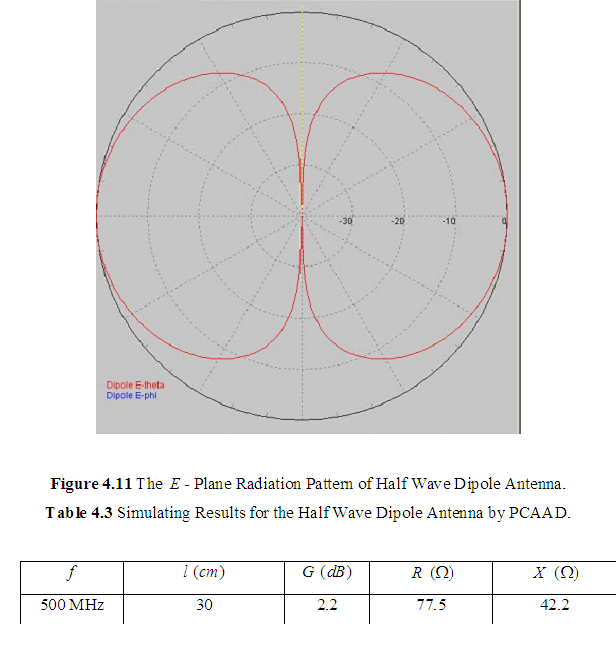 -30 -20 -10 0
Dipole E-theta
Dipole E-phi
Figure 4.11 The E - Plane Radiation Pattern of Half Wave Dipole Antenna.
Table 4.3 Simulating Results for the Half Wave Dipole Antenna by PCAAD.
f l (cm) G (dB) R (Ω) X (Ω)
500 MHz 30 2.2 77.5 42.2